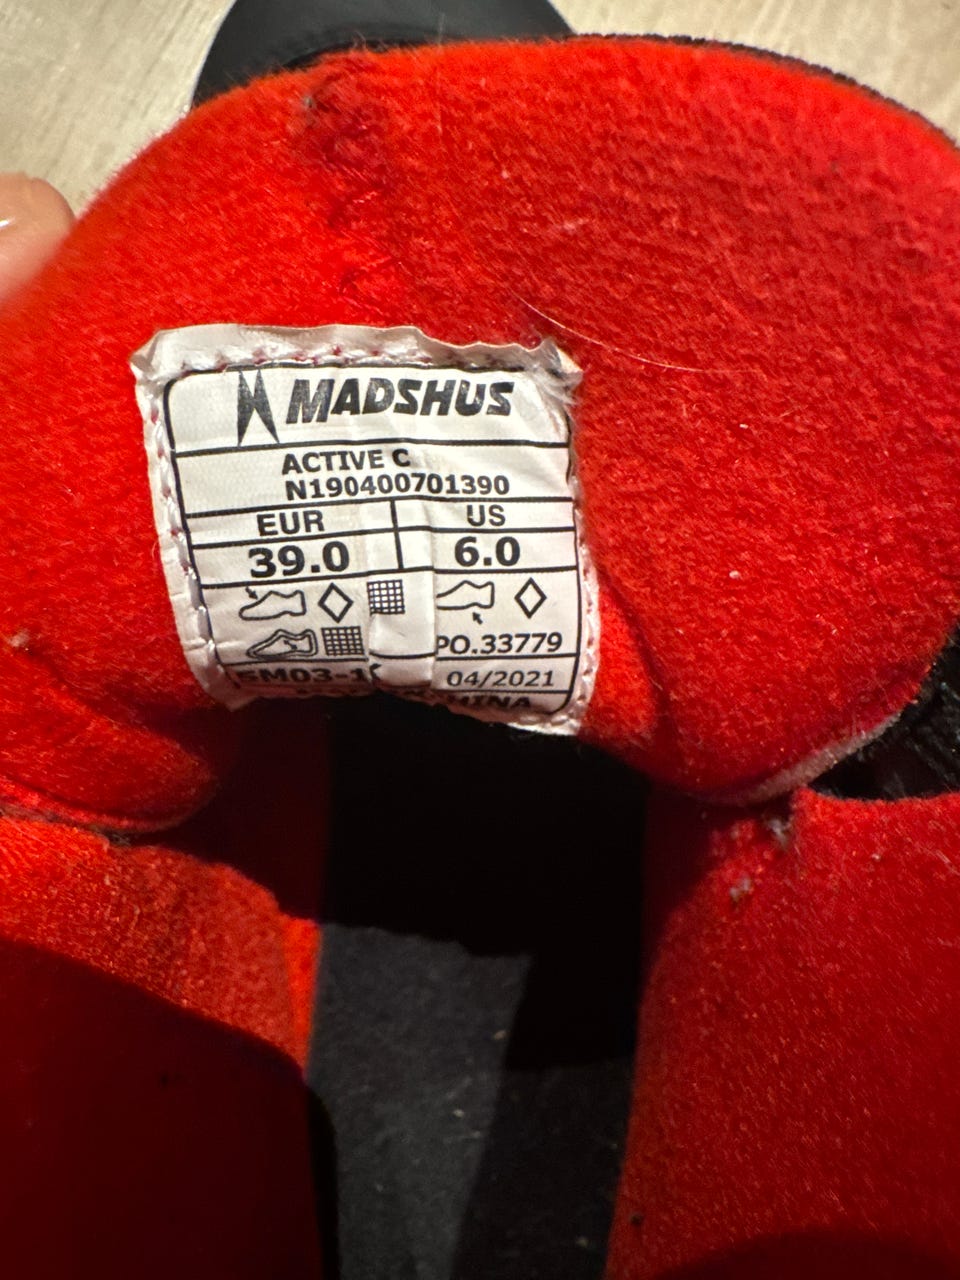 MADSHUS
ACTIVE C
N190400701390
EUR US
39.0 6.0
PO.33779
04/2021